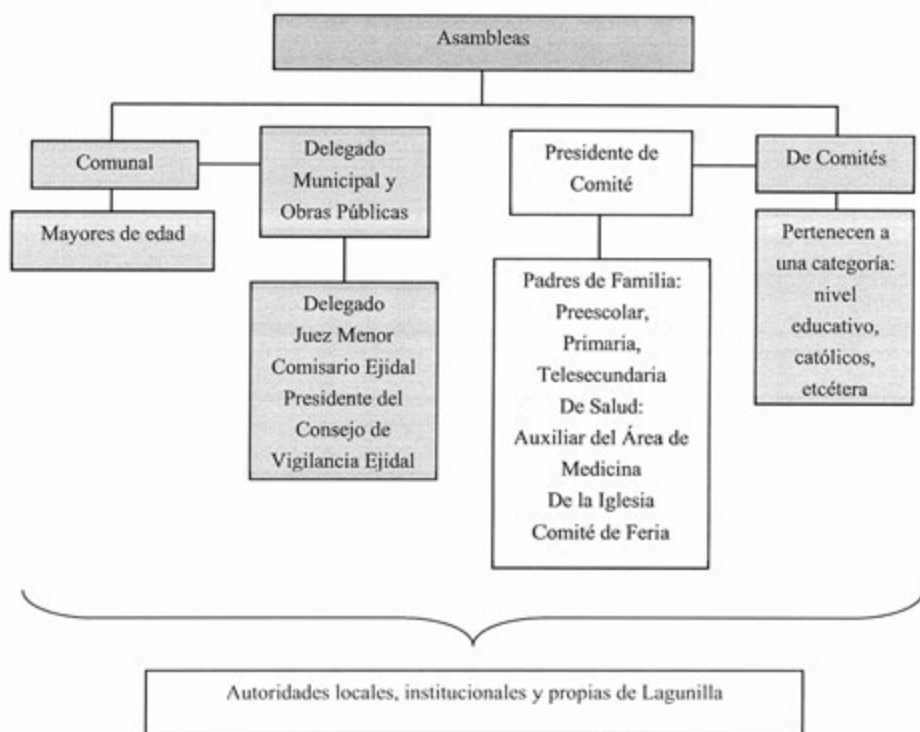 Asambleas
Comunal
Mayores de edad
Delegado
Municipal y
Obras Públicas
Delegado
Juez Menor
Comisario Ejidal
Presidente del
Consejo de
Vigilancia Ejidal
Presidente de
Comité
Padres de Familia:
Preescolar,
Primaria,
Telesecundaria
De Salud:
Auxiliar del Área de
Medicina
De la Iglesia
Comité de Feria
De Comités
Pertenecen a
una categoría:
nivel
educativo,
católicos,
etcétera
Autoridades locales, institucionales y propias de Lagunilla